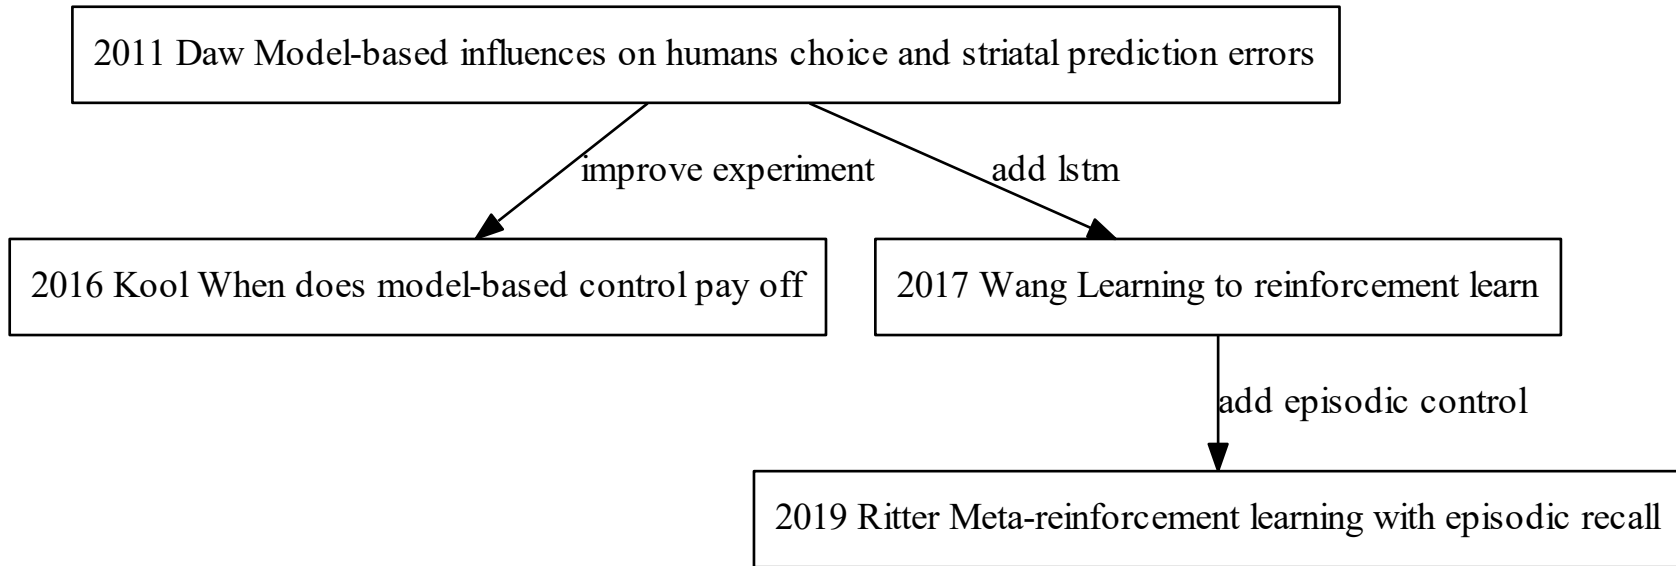 2011 Daw Model-based influences on humans choice and striatal prediction errors
improve experiment
add lstm
2016 Kool When does model-based control pay off
2017 Wang Learning to reinforcement learn
add episodic control
2019 Ritter Meta-reinforcement learning with episodic recall